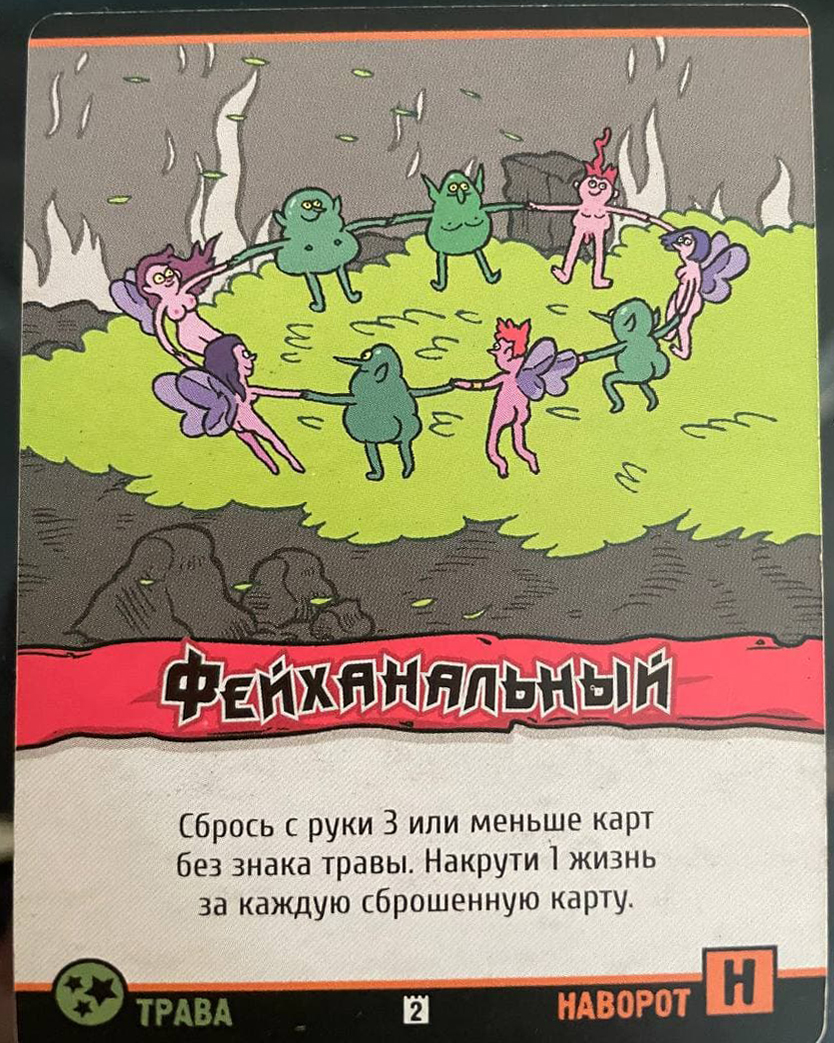 Фейханальный
Сбрось с руки 3 или меньше карт
без знака травы. Накрути 1 жизнь
за каждую сброшенную карту.
ТРАВА
2
НАВОРОТ
Н